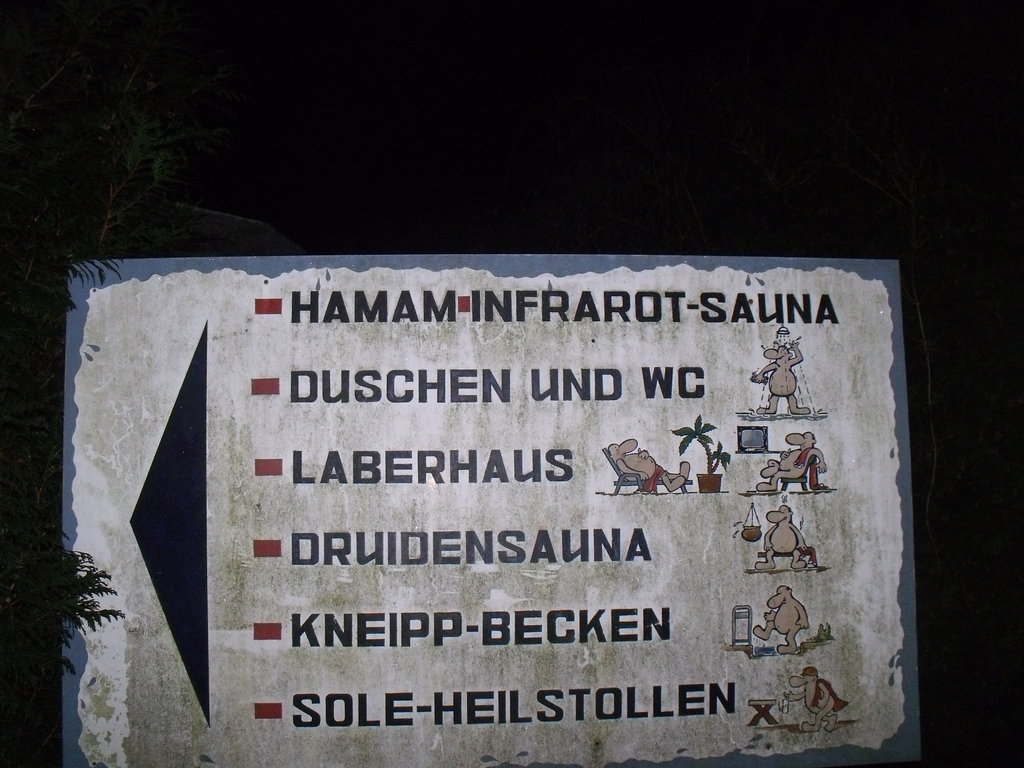 HAMAM INFRAROT-SAUNA
DUSCHEN UND WC
LABERHAUS
DRUIDENSAUNA
KNEIPP-BECKEN
SOLE-HEILSTOLLEN